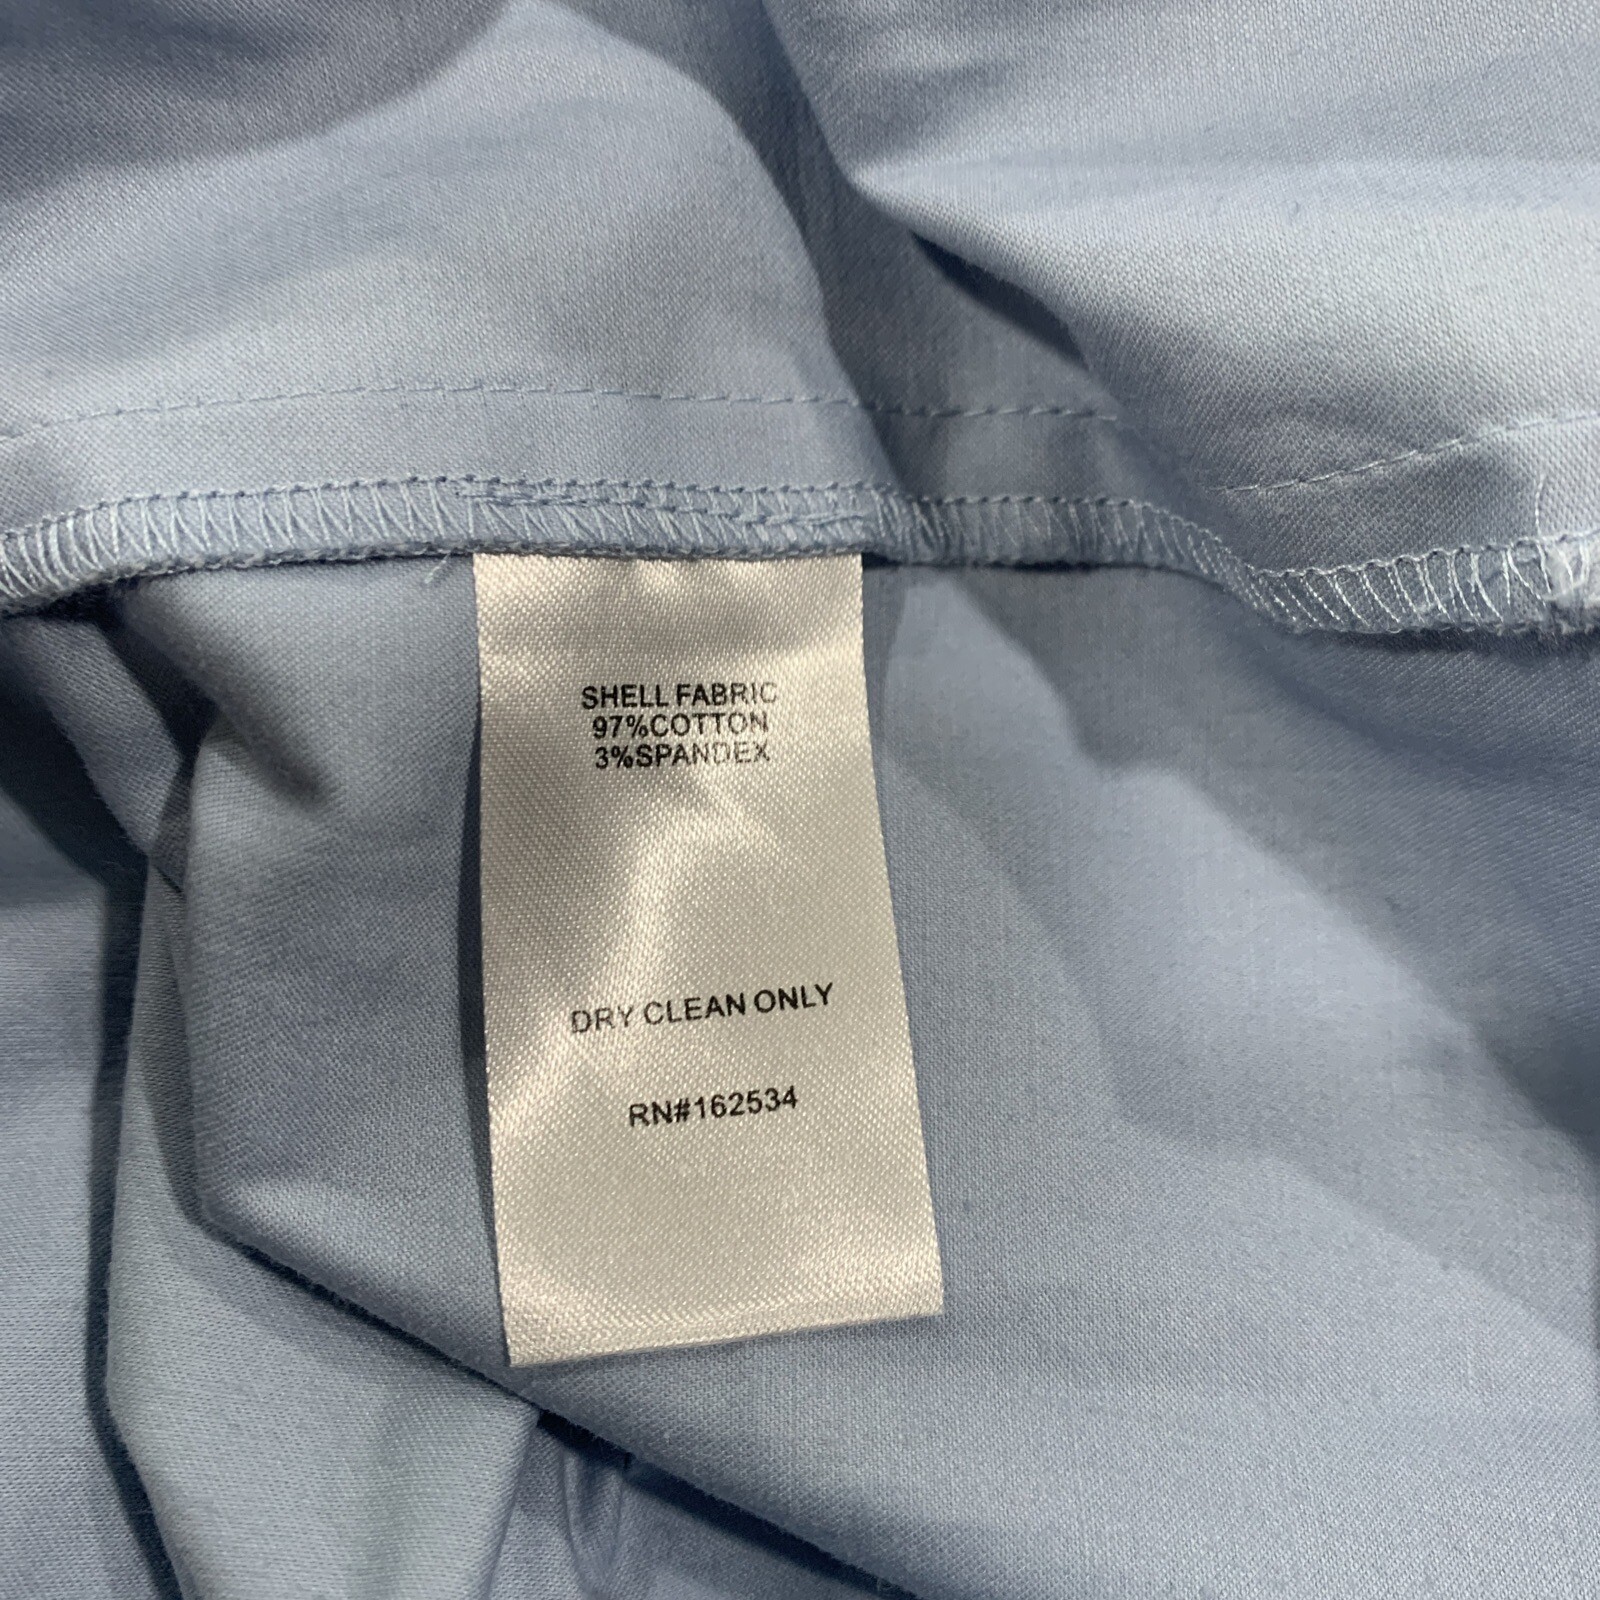 SHELL FABRIC
97%COTTON
3%SPANDEX
DRY CLEAN ONLY
RN#162534